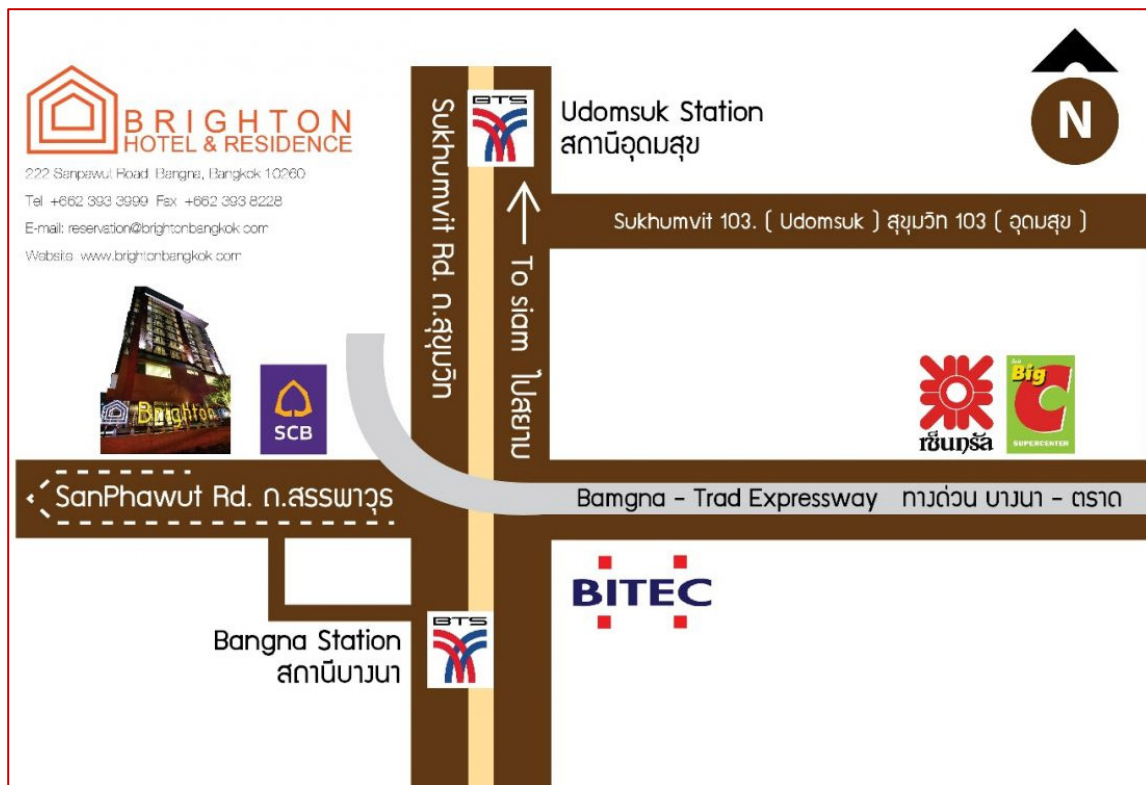 BRIGHTON
HOTEL & RESIDENCE
222 Sanpawut Road Bangna, Bangkok 10260
Tel +662 393 3999 Fax +662 393 8228
E-mail: reservation@brightonbangkok.com
Website www.brightonbangkok.com
Brighton
SCB
Sukhumvit Rd. ถ.สุขุมวิท
BTS
Udomsuk Station
สถานีอุดมสุข
N
Sukhumvit 103. ( Udomsuk ) สุขุมวิท 103 ( อุดมสุข )
To siam ไปสยาม
เซ็นทรัล
Big
C
SUPERCENTER
SanPhawut Rd. ถ.สรรพาวุธ
Bamgna - Trad Expressway ทางด่วน บางนา - ตราด
BITEC
Bangna Station
สถานีบางนา
BTS